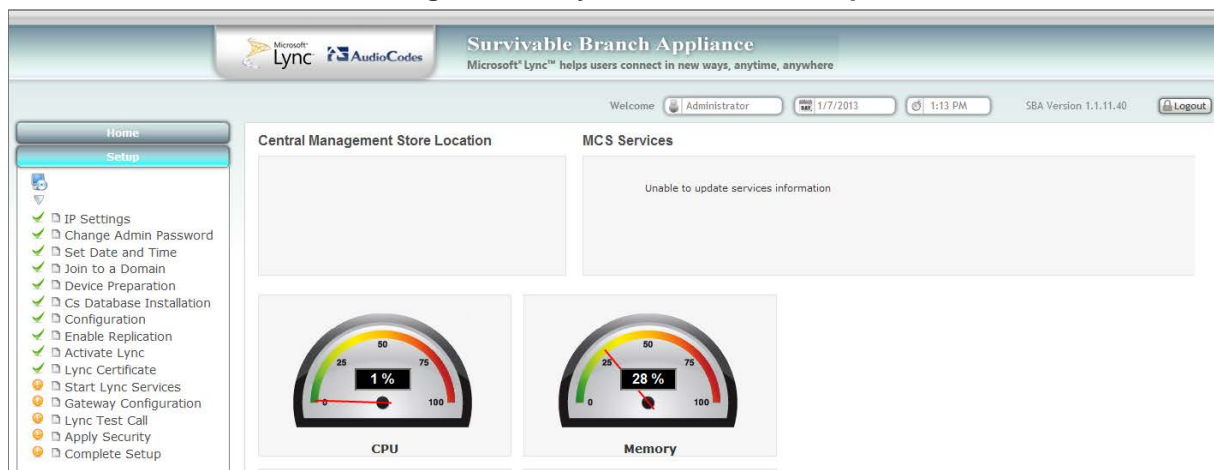 Microsoft
Lync AudioCodes
Survivable Branch Appliance
Microsoft® Lync™ helps users connect in new ways, anytime, anywhere
Welcome Administrator 1/7/2013 1:13 PM SBA Version 1.1.11.40 Logout
Home
Setup
IP Settings
Change Admin Password
Set Date and Time
Join to a Domain
Device Preparation
Cs Database Installation
Configuration
Enable Replication
Activate Lync
Lync Certificate
Start Lync Services
Gateway Configuration
Lync Test Call
Apply Security
Complete Setup
Central Management Store Location
MCS Services
Unable to update services information
0 25 50 75 100
1 %
CPU
0 25 50 75 100
28 %
Memory